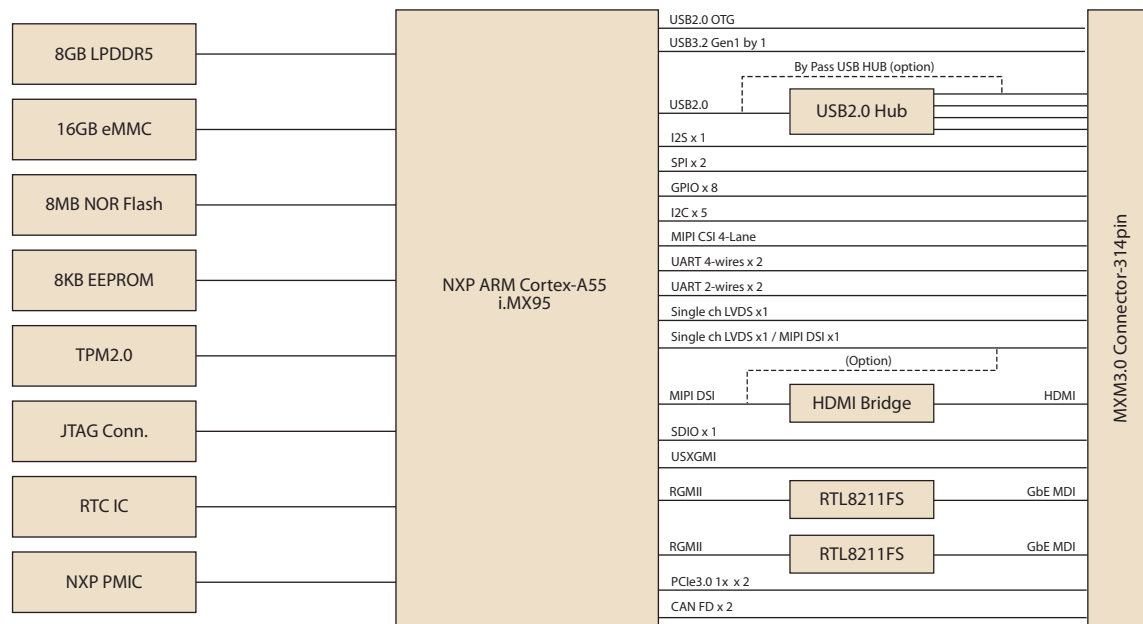 8GB LPDDR5
16GB eMMC
8MB NOR Flash
8KB EEPROM
TPM2.0
JTAG Conn.
RTC IC
NXP PMIC
NXP ARM Cortex-A55
i.MX95
USB2.0 OTG
USB3.2 Gen1 by 1
By Pass USB HUB (option)
USB2.0
USB2.0 Hub
I2S x 1
SPI x 2
GPIO x 8
I2C x 5
MIPI CSI 4-Lane
UART 4-wires x 2
UART 2-wires x 2
Single ch LVDS x1
Single ch LVDS x1 / MIPI DSI x1
(Option)
MIPI DSI
HDMI Bridge
HDMI
SDIO x 1
USXGMI
RGMII
RTL8211FS
GbE MDI
RGMII
RTL8211FS
GbE MDI
PCIe3.0 1x x 2
CAN FD x 2
MXM3.0 Connector-314pin